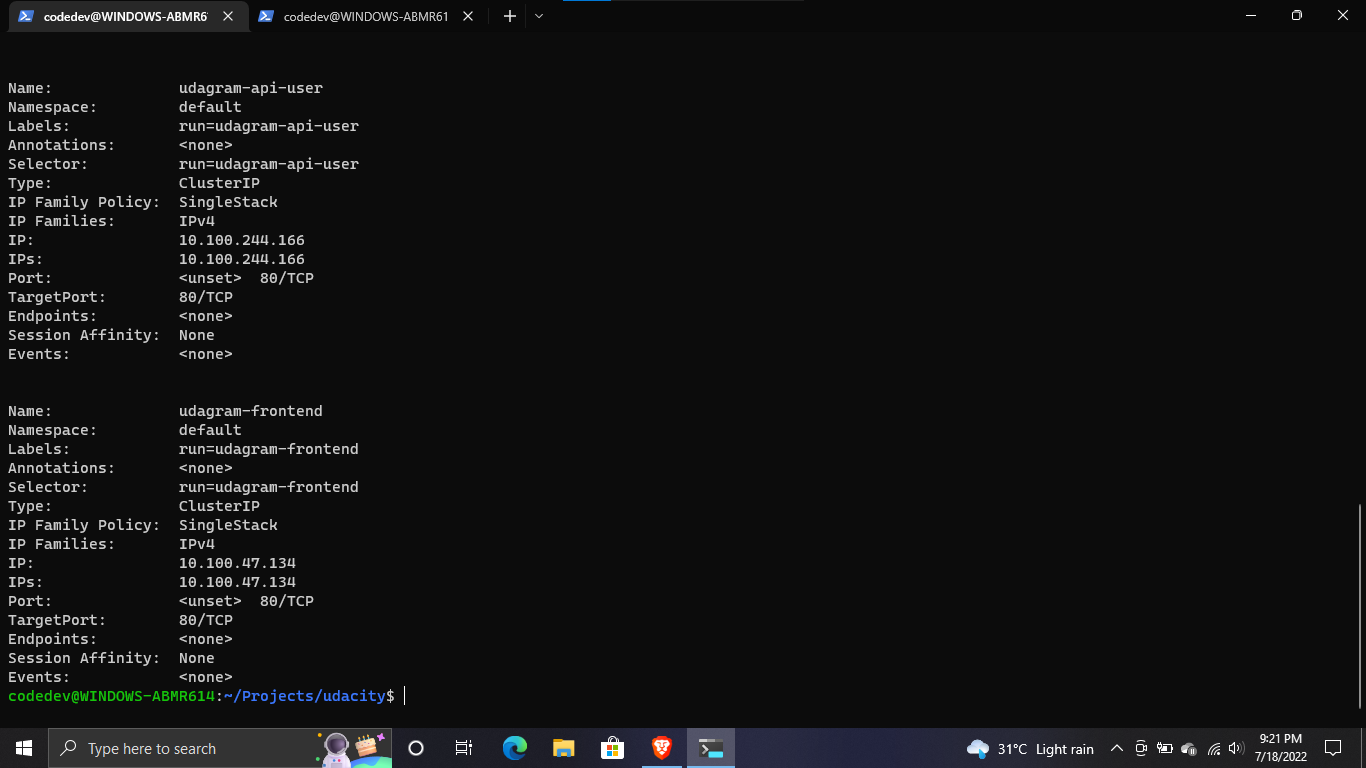 codedev@WINDOWS-ABMR6
codedev@WINDOWS-ABMR61
Name:               udagram-api-user
Namespace:          default
Labels:             run=udagram-api-user
Annotations:        <none>
Selector:           run=udagram-api-user
Type:               ClusterIP
IP Family Policy:   SingleStack
IP Families:        IPv4
IP:                 10.100.244.166
IPs:                10.100.244.166
Port:               <unset>  80/TCP
TargetPort:         80/TCP
Endpoints:          <none>
Session Affinity:   None
Events:             <none>
Name:               udagram-frontend
Namespace:          default
Labels:             run=udagram-frontend
Annotations:        <none>
Selector:           run=udagram-frontend
Type:               ClusterIP
IP Family Policy:   SingleStack
IP Families:        IPv4
IP:                 10.100.47.134
IPs:                10.100.47.134
Port:               <unset>  80/TCP
TargetPort:         80/TCP
Endpoints:          <none>
Session Affinity:   None
Events:             <none>
codedev@WINDOWS-ABMR614:~/Projects/udacity$
Type here to search
31°C Light rain
9:21 PM
7/18/2022